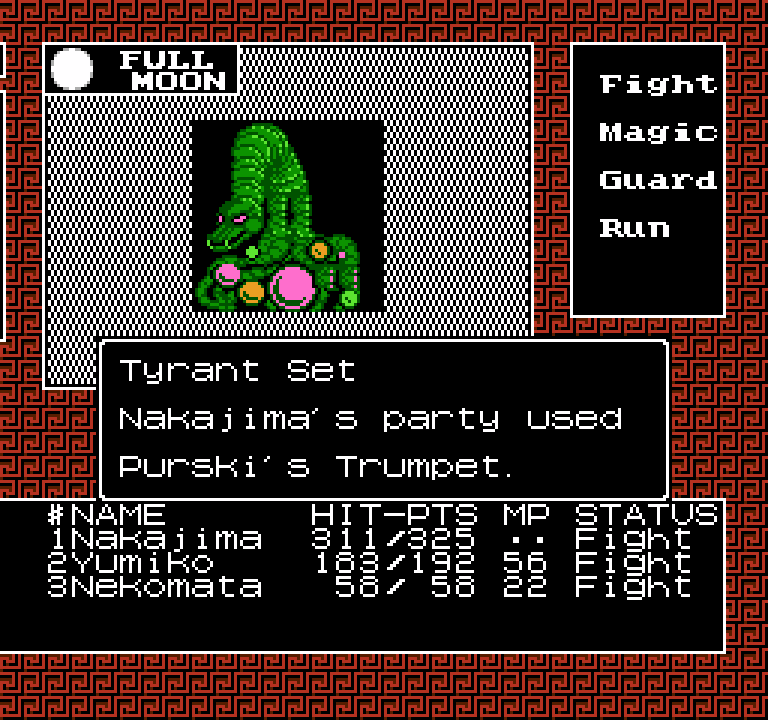 FULL
MOON
Fight
Magic
Guard
Run
Tyrant Set
Nakajima's party used
Purski's Trumpet.
#NAME HIT-PTS MP STATUS
1Nakajima 311/325 ·· Fight
2Yumiko 183/192 56 Fight
3Nekomata 58/ 58 22 Fight